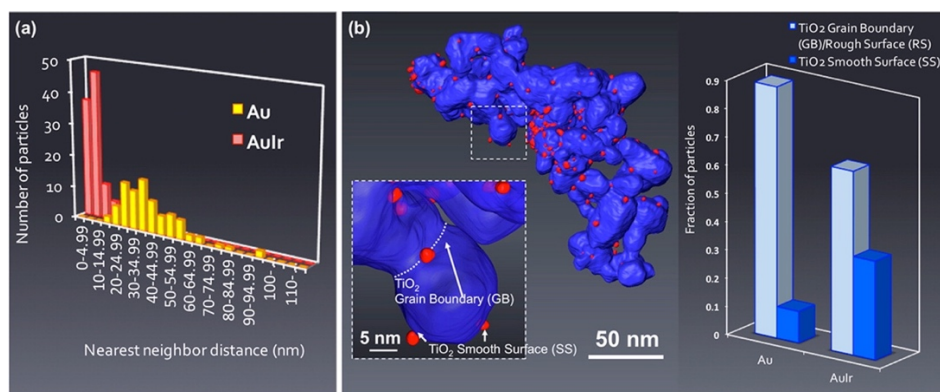 (a)
Number of particles
50
40
30
20
10
0
Au
AuIr
0-4.99
10-14.99
20-24.99
30-34.99
40-44.99
50-54.99
60-64.99
70-74.99
80-84.99
90-94.99
100-
110-
Nearest neighbor distance (nm)
(b)
TiO2
Grain Boundary (GB)
5 nm
TiO2 Smooth Surface (SS)
50 nm
TiO2 Grain Boundary
(GB)/Rough Surface (RS)
TiO2 Smooth Surface (SS)
Fraction of particles
0.9
0.8
0.7
0.6
0.5
0.4
0.3
0.2
0.1
0
Au
AuIr